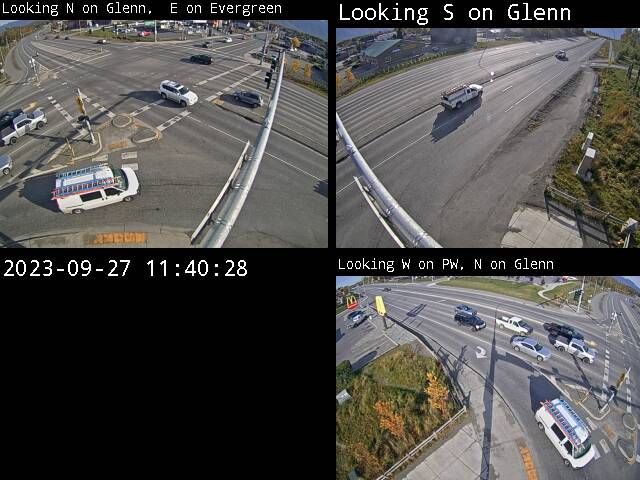 Looking N on Glenn,  E on Evergreen
Looking S on Glenn
2023-09-27 11:40:28
Looking W on PW, N on Glenn